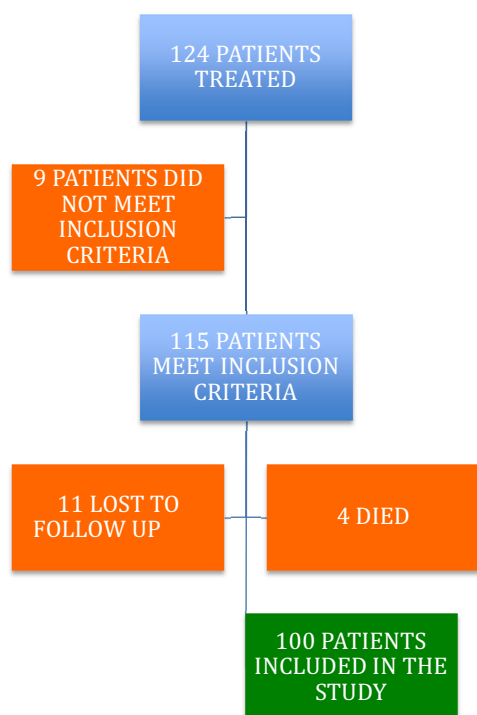 124 PATIENTS
TREATED
9 PATIENTS DID
NOT MEET
INCLUSION
CRITERIA
115 PATIENTS
MEET INCLUSION
CRITERIA
11 LOST TO
FOLLOW UP
4 DIED
100 PATIENTS
INCLUDED IN THE
STUDY